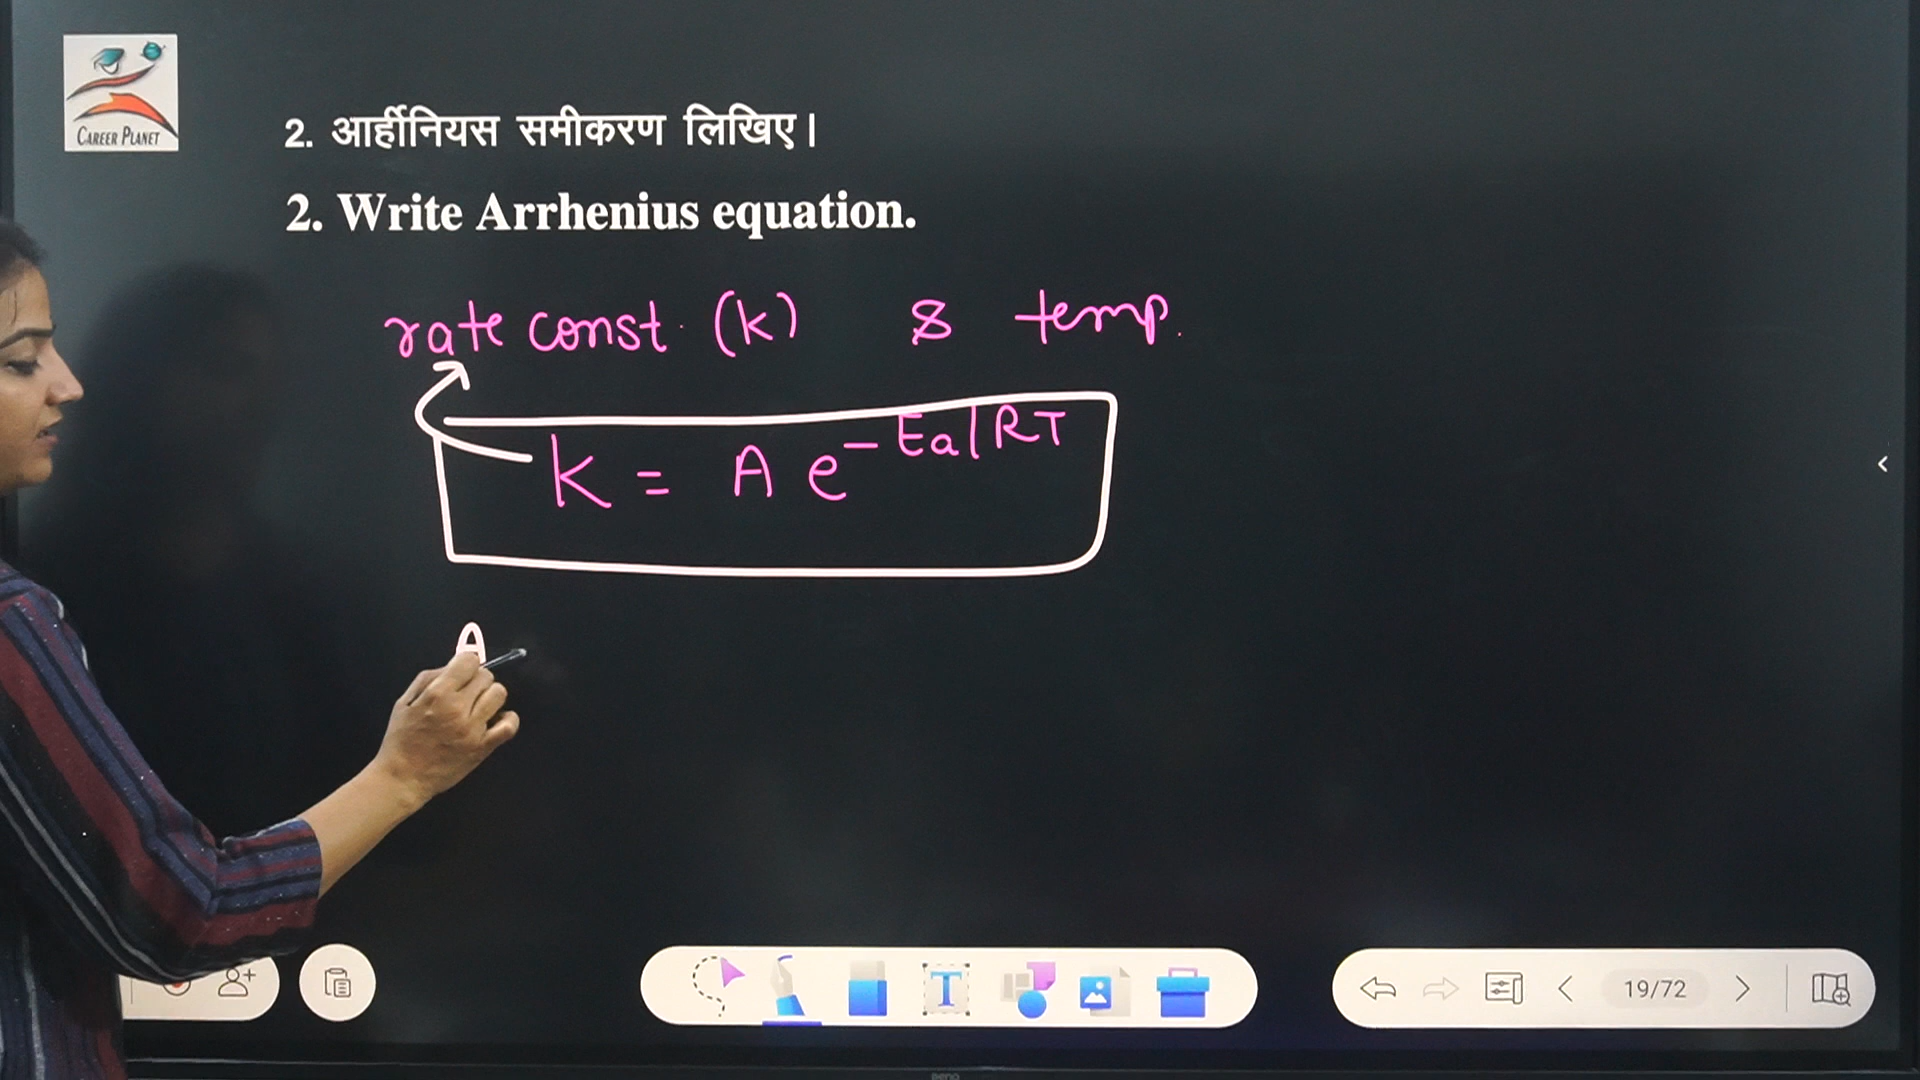 CAREER PLANET
2. आर्हीनियस समीकरण लिखिए।
2. Write Arrhenius equation.
rate const. (k) & temp.
K = A e^-Ea/RT
A
T
19/72